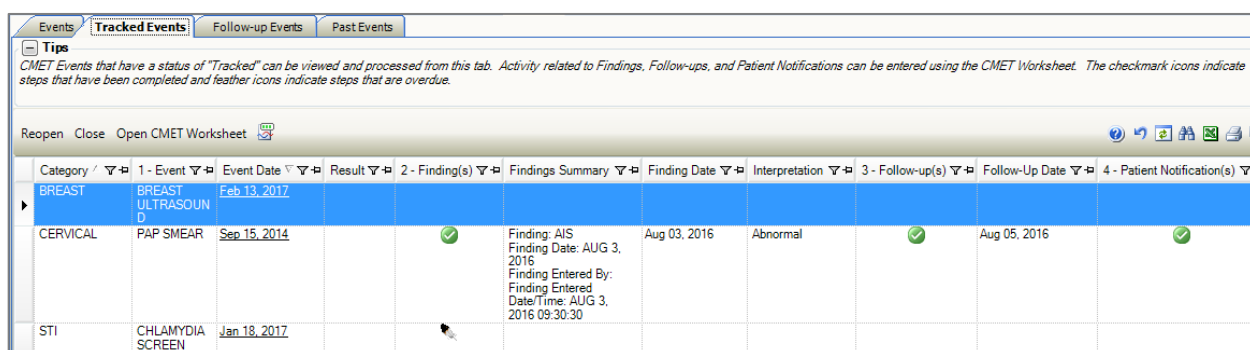 Events Tracked Events Follow-up Events Past Events
Tips
CMET Events that have a status of "Tracked" can be viewed and processed from this tab. Activity related to Findings, Follow-ups, and Patient Notifications can be entered using the CMET Worksheet. The checkmark icons indicate
steps that have been completed and feather icons indicate steps that are overdue.
Reopen Close Open CMET Worksheet
Category 1 - Event Event Date Result 2 - Finding(s) Findings Summary Finding Date Interpretation 3 - Follow-up(s) Follow-Up Date 4 - Patient Notification(s)
BREAST BREAST Feb 13, 2017
ULTRASOUN
D
CERVICAL PAP SMEAR Sep 15, 2014 Finding: AIS Aug 03, 2016 Abnormal Aug 05, 2016
Finding Date: AUG 3,
2016
Finding Entered By:
Finding Entered
Date/Time: AUG 3,
2016 09:30:30
STI CHLAMYDIA Jan 18, 2017
SCREEN